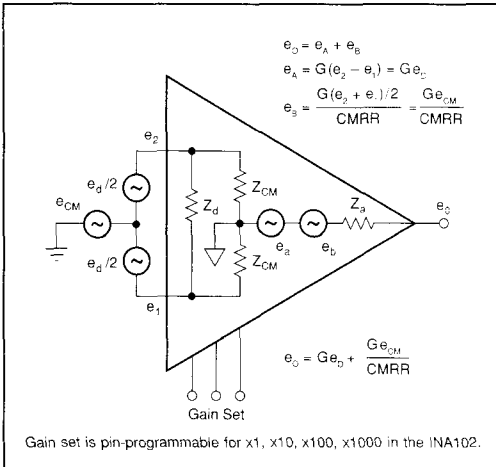 e_O = e_A + e_B
e_A = G(e_2 − e_1) = Ge_D
e_B = G(e_2 + e_1)/2 / CMRR = Ge_CM / CMRR
e_2
e_d/2
Z_CM
Z_d
Z_a
e_CM
e_0
e_a
e_b
e_d/2
Z_CM
e_1
e_O = Ge_D + Ge_CM / CMRR
Gain Set
Gain set is pin-programmable for x1, x10, x100, x1000 in the INA102.